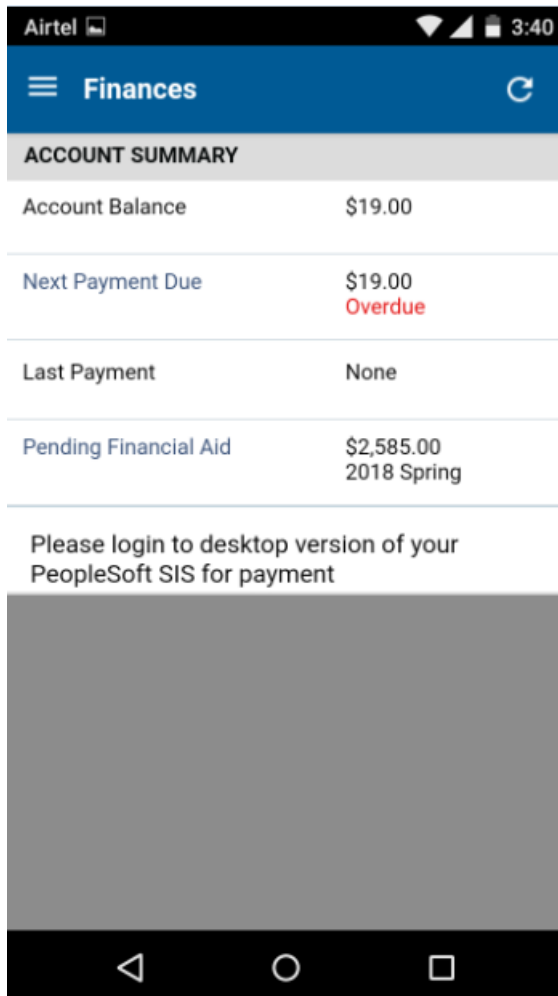 Airtel 3:40
Finances
ACCOUNT SUMMARY
Account Balance $19.00
Next Payment Due $19.00
Overdue
Last Payment None
Pending Financial Aid $2,585.00
2018 Spring
Please login to desktop version of your
PeopleSoft SIS for payment